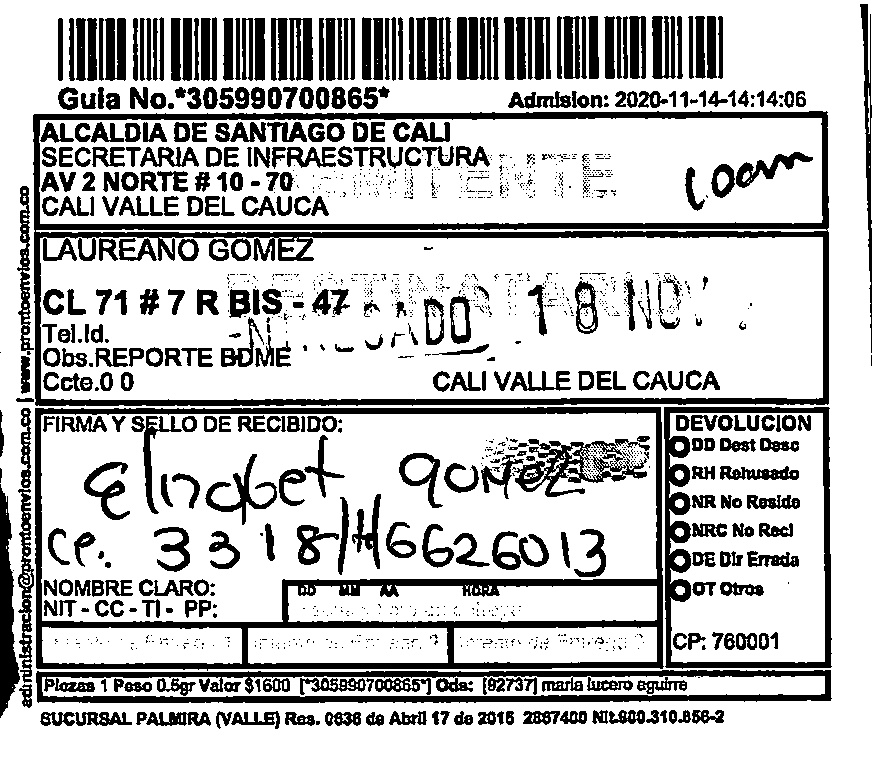 Guia No.*305990700865*
Admision: 2020-11-14-14:14:06
ALCALDIA DE SANTIAGO DE CALI
SECRETARIA DE INFRAESTRUCTURA
AV 2 NORTE # 10 - 70
CALI VALLE DEL CAUCA
REMITENTE
LAUREANO GOMEZ
DESTINATARIO
CL 71 # 7 R BIS - 47
18 NOV
Tel.Id.
Obs.REPORTE BDME
Ccte.0 0
CALI VALLE DEL CAUCA
www.prontoenvios.com.co
administracion@prontoenvios.com.co
FIRMA Y SELLO DE RECIBIDO:
Elizabet GOMEZ
3318 H6626013
NOMBRE CLARO:
NIT - CC - TI - PP:
DD MM AA HORA
DEVOLUCION
DD Dest Desc
RH Rehusado
NR No Reside
NRC No Recl
DE Dir Errada
OT Otros
CP: 760001
Piezas 1 Peso 0.5gr Valor $1600 [*305990700865*] Ods: [92737] maria lucero aguirre
SUCURSAL PALMIRA (VALLE) Res. 0636 de Abril 17 de 2015 2867400 Nit.900.310.856-2